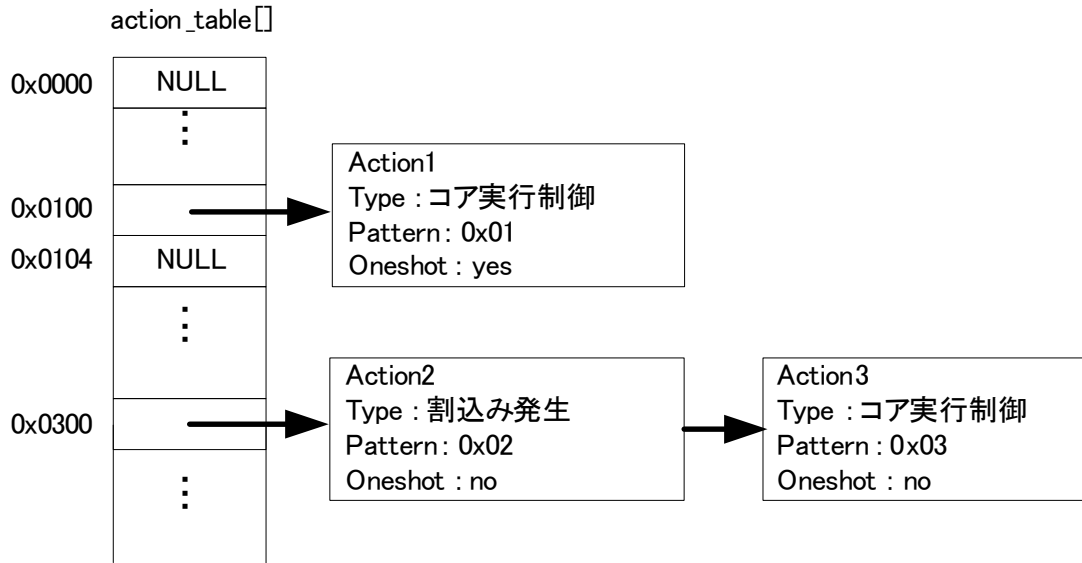 action_table[]
0x0000
NULL
⋮
Action1
Type : コア実行制御
Pattern : 0x01
Oneshot : yes
0x0100
0x0104
NULL
⋮
Action2
Type : 割込み発生
Pattern : 0x02
Oneshot : no
Action3
Type : コア実行制御
Pattern : 0x03
Oneshot : no
0x0300
⋮